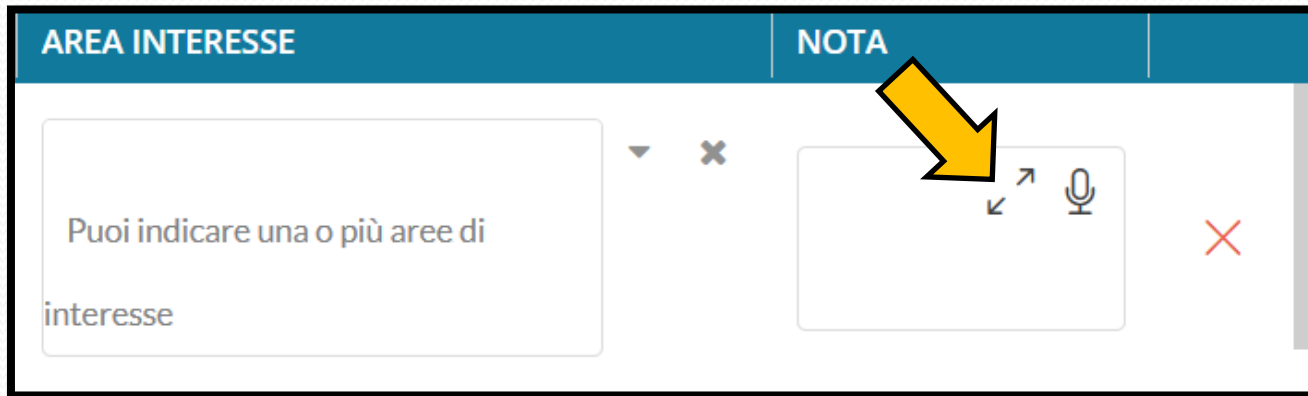 AREA INTERESSE
NOTA
Puoi indicare una o più aree di
interesse